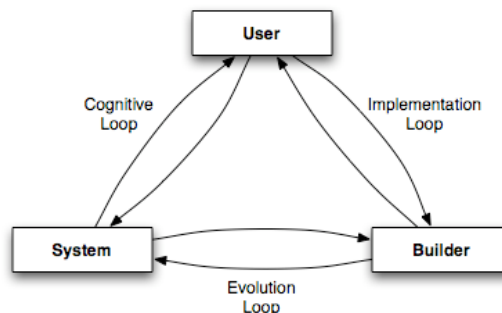 User
Cognitive
Loop
Implementation
Loop
System
Builder
Evolution
Loop